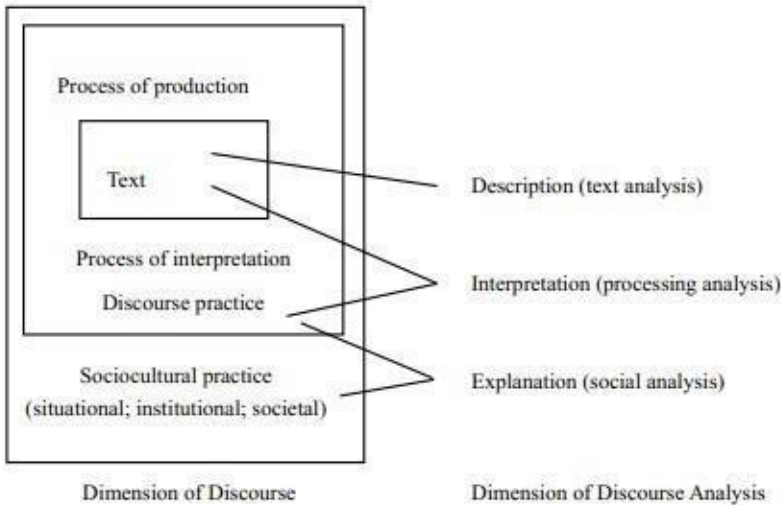 Process of production
Text
Description (text analysis)
Process of interpretation
Interpretation (processing analysis)
Discourse practice
Sociocultural practice
Explanation (social analysis)
(situational; institutional; societal)
Dimension of Discourse
Dimension of Discourse Analysis